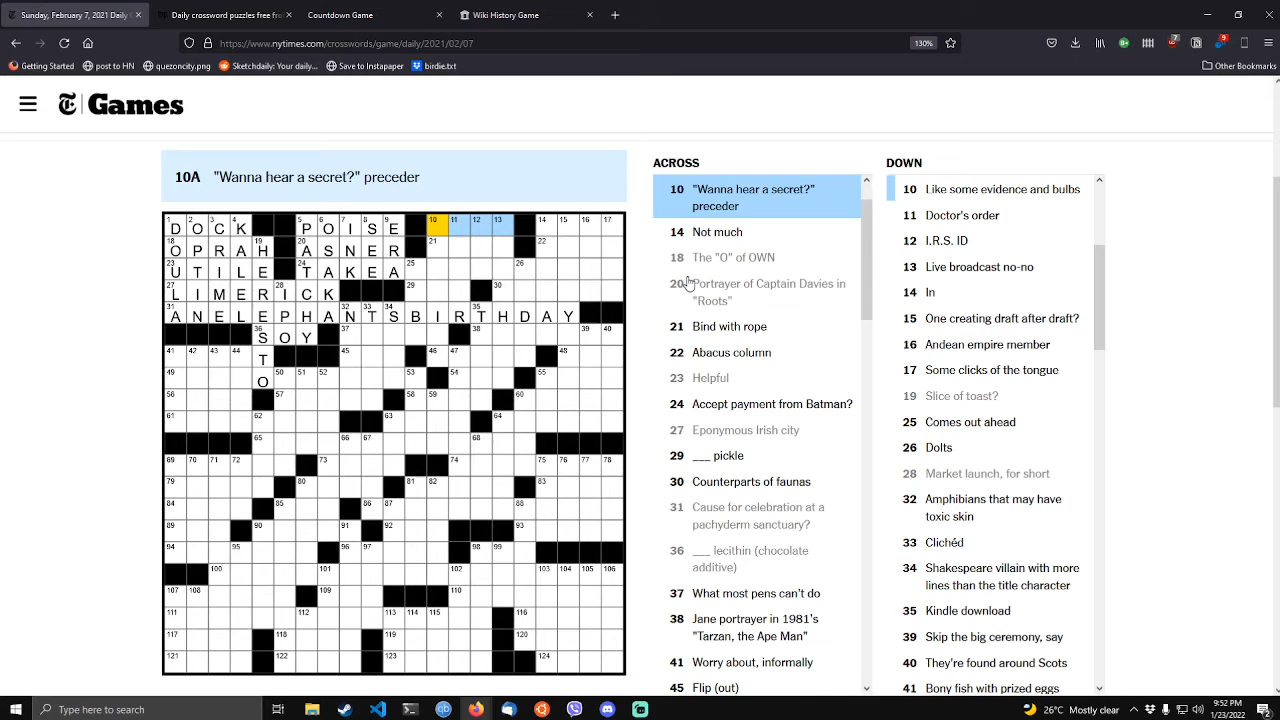 Sunday, February 7, 2021 Daily
Daily crossword puzzles free fro
Countdown Game
Wiki History Game
https://www.nytimes.com/crosswords/game/daily/2021/02/07
130%
Getting Started
post to HN
quezoncity.png
Sketchdaily: Your daily...
Save to Instapaper
birdie.txt
Other Bookmarks
Games
10A "Wanna hear a secret?" preceder
D O C K P O I S E
O P R A H A S N E R
U T I L E T A K E A
L I M E R I C K
A N E L E P H A N T S B I R T H D A Y
S O Y
T
O
ACROSS
10 "Wanna hear a secret?"
preceder
14 Not much
18 The "O" of OWN
20 Portrayer of Captain Davies in
"Roots"
21 Bind with rope
22 Abacus column
23 Helpful
24 Accept payment from Batman?
27 Eponymous Irish city
29 ___ pickle
30 Counterparts of faunas
31 Cause for celebration at a
pachyderm sanctuary?
36 ___ lecithin (chocolate
additive)
37 What most pens can't do
38 Jane portrayer in 1981's
"Tarzan, the Ape Man"
41 Worry about, informally
45 Flip (out)
DOWN
10 Like some evidence and bulbs
11 Doctor's order
12 I.R.S. ID
13 Live broadcast no-no
14 In
15 One creating draft after draft?
16 Andean empire member
17 Some clicks of the tongue
19 Slice of toast?
25 Comes out ahead
26 Dolts
28 Market launch, for short
32 Amphibians that may have
toxic skin
33 Clichéd
34 Shakespeare villain with more
lines than the title character
35 Kindle download
39 Skip the big ceremony, say
40 They're found around Scots
41 Bony fish with prized eggs
Type here to search
26°C Mostly clear
9:52 PM
1/23/2022